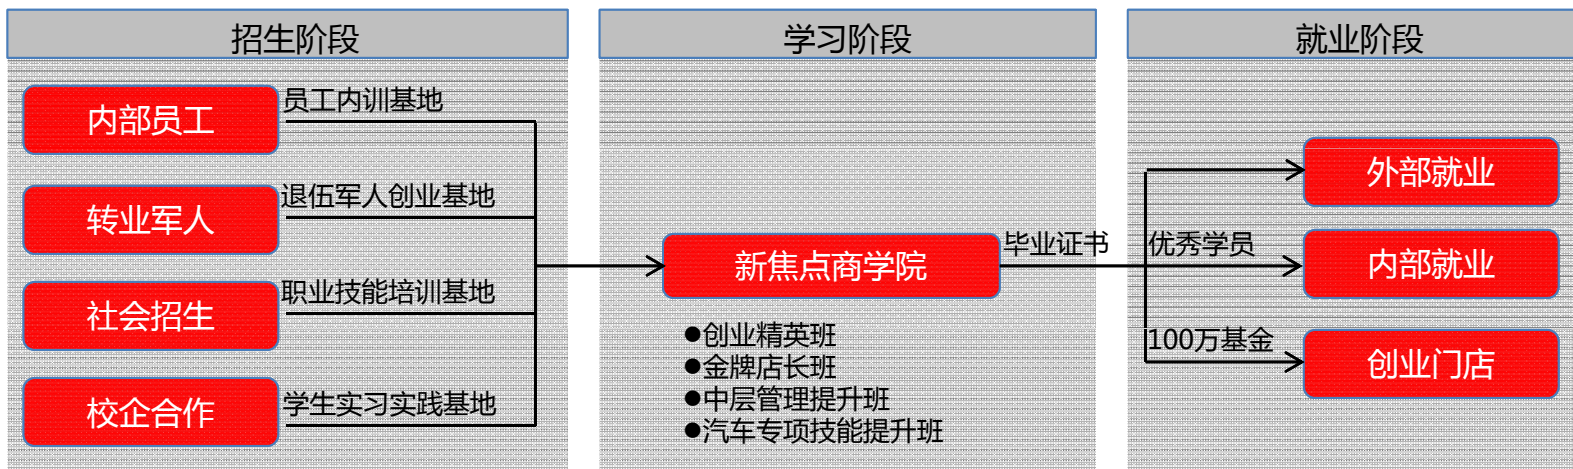 招生阶段
内部员工
员工内训基地
转业军人
退伍军人创业基地
社会招生
职业技能培训基地
校企合作
学生实习实践基地
学习阶段
新焦点商学院
●创业精英班
●金牌店长班
●中层管理提升班
●汽车专项技能提升班
毕业证书
就业阶段
外部就业
优秀学员
内部就业
100万基金
创业门店